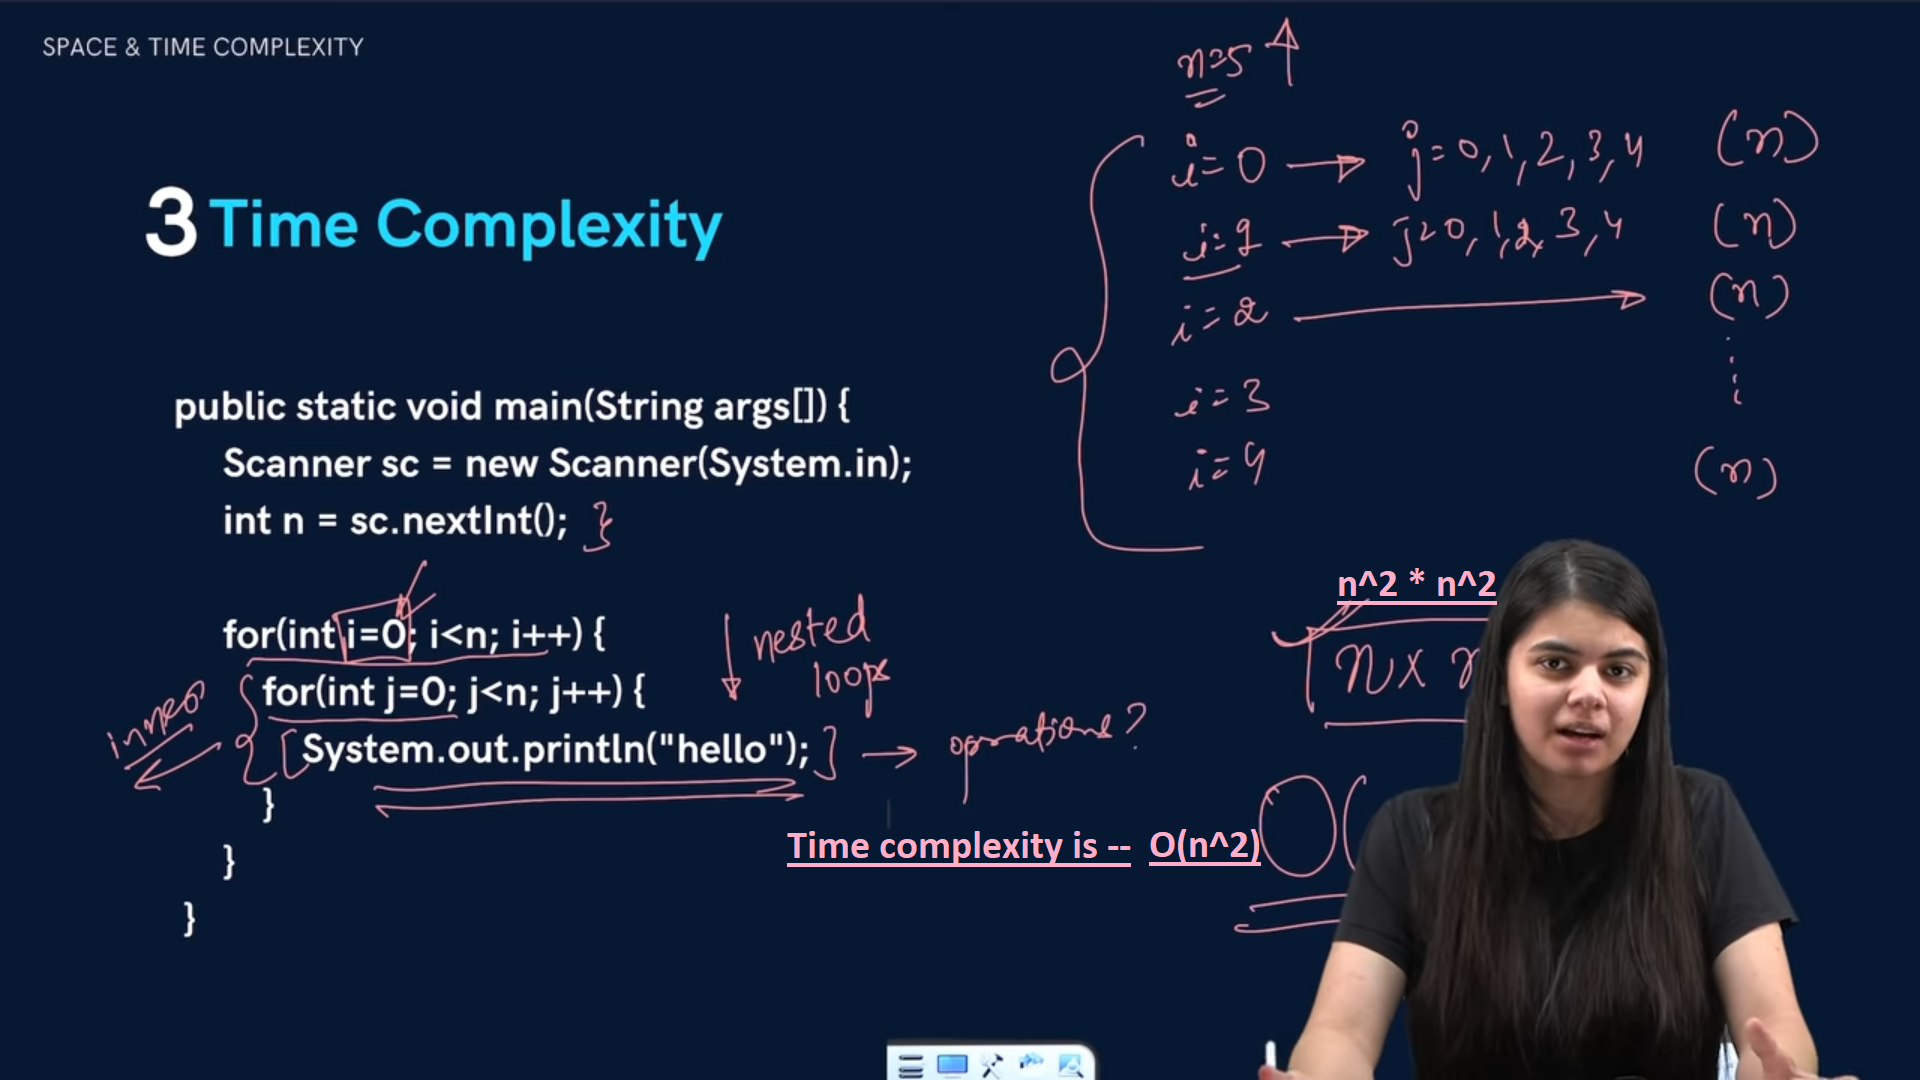 SPACE & TIME COMPLEXITY
3 Time Complexity
public static void main(String args[]) {
Scanner sc = new Scanner(System.in);
int n = sc.nextInt(); }
for(int i=0; i<n; i++) {
for(int j=0; j<n; j++) {
[System.out.println("hello");] → operations?
}
}
}
inner
nested
loops
n=5 ↑
i=0 → j=0,1,2,3,4 (n)
i=1 → j=0,1,2,3,4 (n)
i=2 → (n)
i=3
i=4 (n)
n^2 * n^2
n×
Time complexity is -- O(n^2)
O(